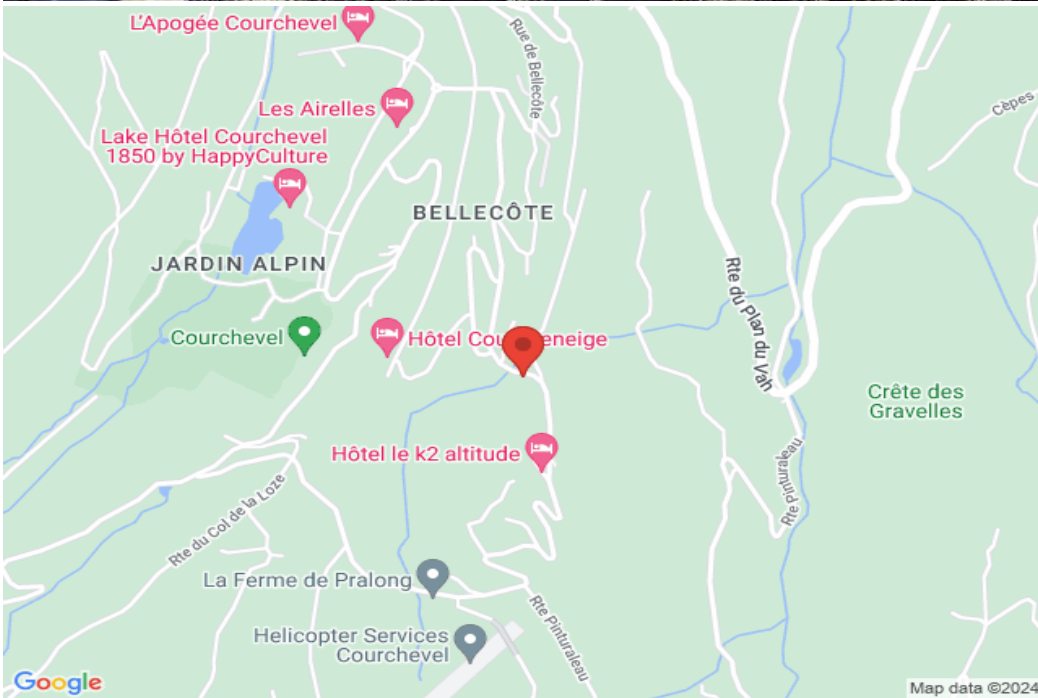 L'Apogée Courchevel
Rue de Bellecôte
Les Airelles
Cèpes
Lake Hôtel Courchevel
1850 by HappyCulture
BELLECÔTE
JARDIN ALPIN
Rte du Plan du Vah
Courchevel
Hôtel Cou
eneige
Crête des
Gravelles
Hôtel le k2 altitude
Rte Pinturaleau
Rte du Col de la Loze
La Ferme de Pralong
Rte Pinturaleau
Helicopter Services
Courchevel
Google
Map data ©2024